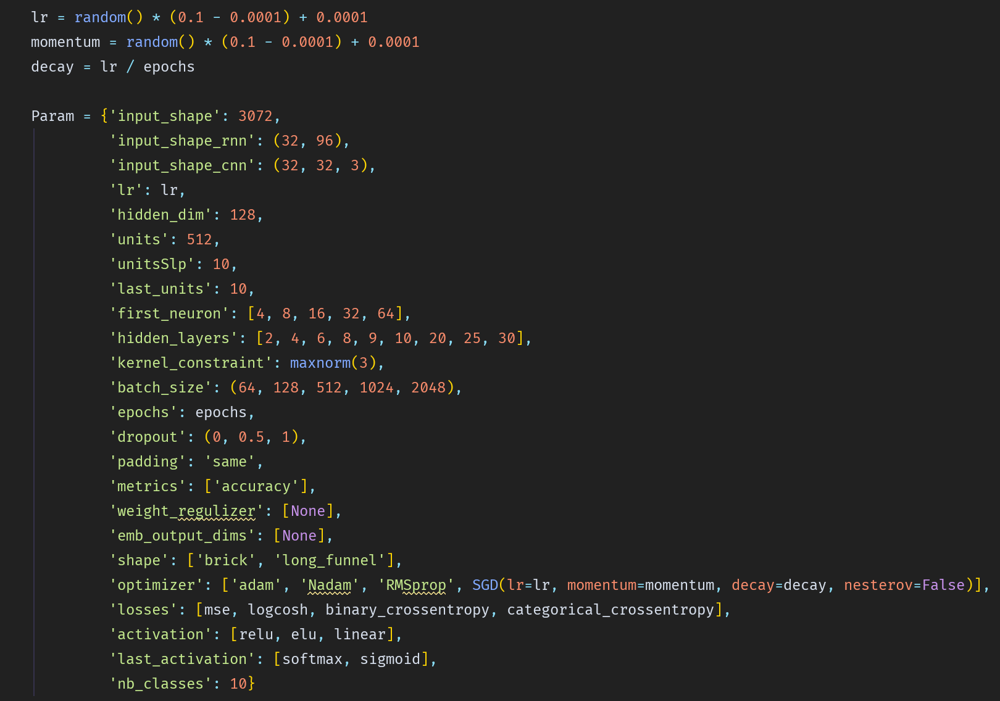 lr = random() * (0.1 - 0.0001) + 0.0001
momentum = random() * (0.1 - 0.0001) + 0.0001
decay = lr / epochs
Param = {'input_shape': 3072,
'input_shape_rnn': (32, 96),
'input_shape_cnn': (32, 32, 3),
'lr': lr,
'hidden_dim': 128,
'units': 512,
'unitsSlp': 10,
'last_units': 10,
'first_neuron': [4, 8, 16, 32, 64],
'hidden_layers': [2, 4, 6, 8, 9, 10, 20, 25, 30],
'kernel_constraint': maxnorm(3),
'batch_size': (64, 128, 512, 1024, 2048),
'epochs': epochs,
'dropout': (0, 0.5, 1),
'padding': 'same',
'metrics': ['accuracy'],
'weight_regulizer': [None],
'emb_output_dims': [None],
'shape': ['brick', 'long_funnel'],
'optimizer': ['adam', 'Nadam', 'RMSprop', SGD(lr=lr, momentum=momentum, decay=decay, nesterov=False)],
'losses': [mse, logcosh, binary_crossentropy, categorical_crossentropy],
'activation': [relu, elu, linear],
'last_activation': [softmax, sigmoid],
'nb_classes': 10}